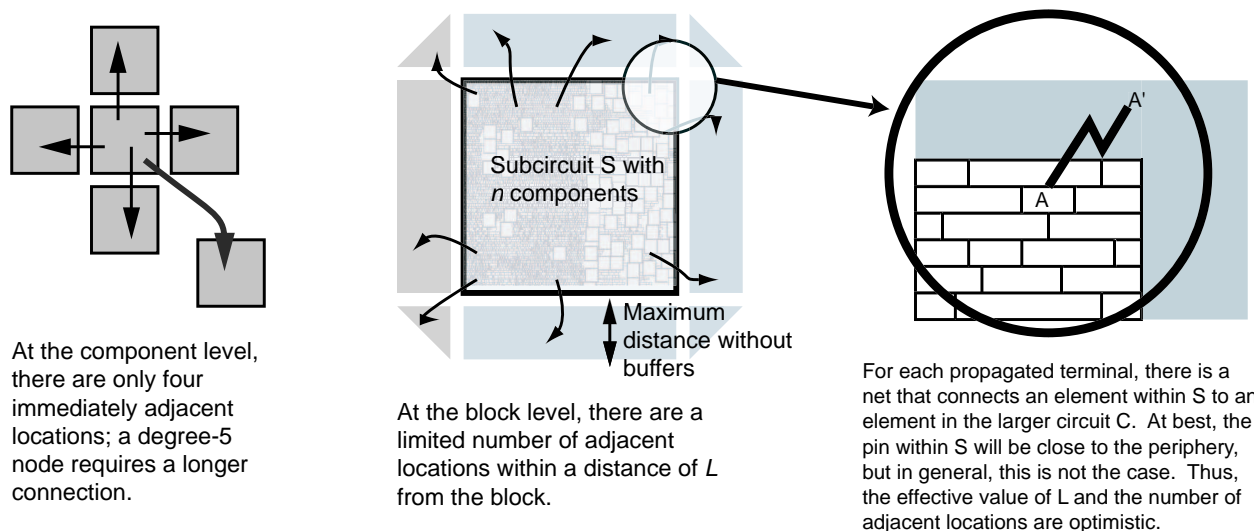 Subcircuit S with
n components
Maximum
distance without
buffers
A'
A
At the component level,
there are only four
immediately adjacent
locations; a degree-5
node requires a longer
connection.
At the block level, there are a
limited number of adjacent
locations within a distance of L
from the block.
For each propagated terminal, there is a
net that connects an element within S to an
element in the larger circuit C.  At best, the
pin within S will be close to the periphery,
but in general, this is not the case.  Thus,
the effective value of L and the number of
adjacent locations are optimistic.